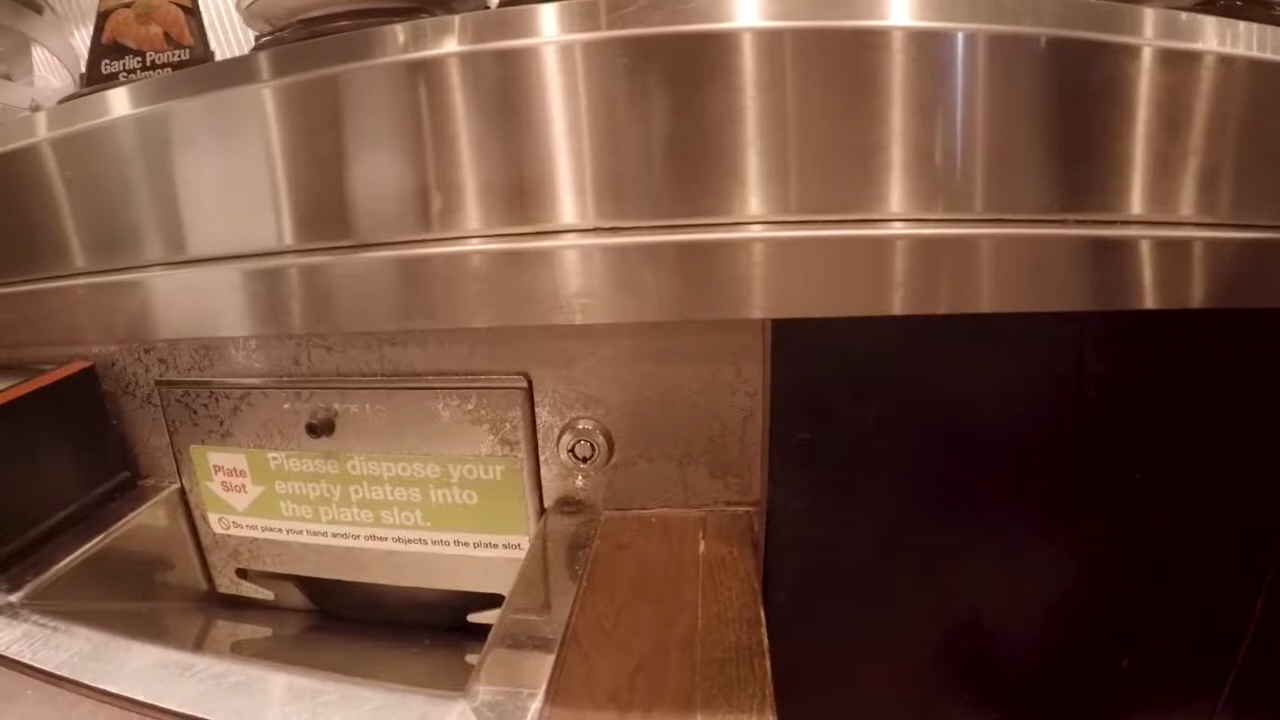 Garlic Ponzu
Salmon
Plate
Slot
Please dispose your
empty plates into
the plate slot.
Do not place your hand and/or other objects into the plate slot.